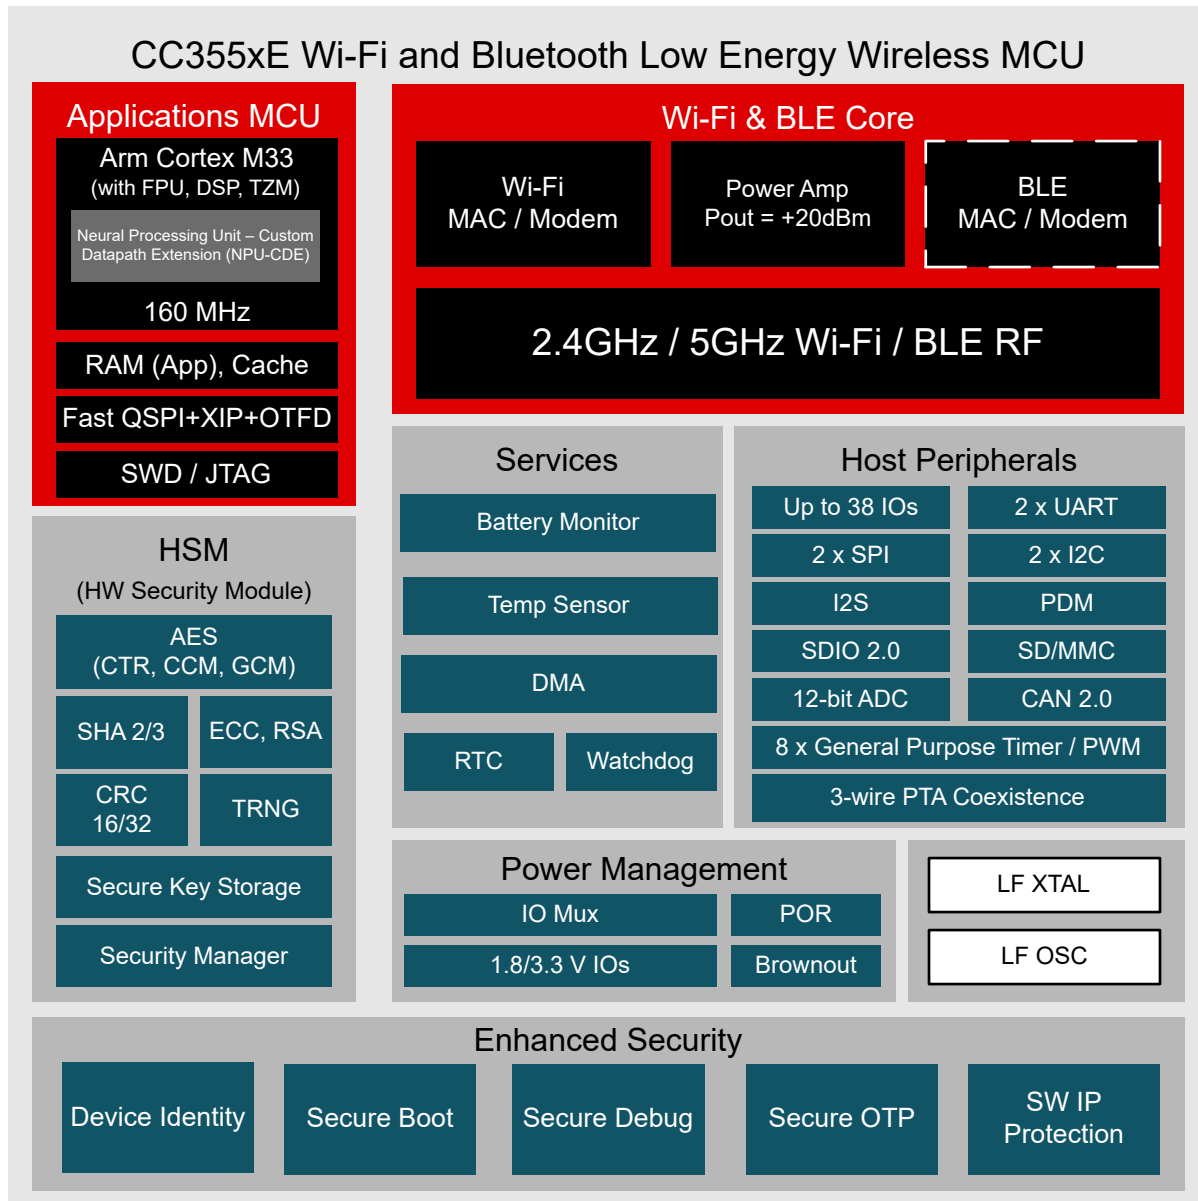 CC355xE Wi-Fi and Bluetooth Low Energy Wireless MCU
Applications MCU
Arm Cortex M33
(with FPU, DSP, TZM)
Neural Processing Unit – Custom
Datapath Extension (NPU-CDE)
160 MHz
RAM (App), Cache
Fast QSPI+XIP+OTFD
SWD / JTAG
Wi-Fi & BLE Core
Wi-Fi
MAC / Modem
Power Amp
Pout = +20dBm
BLE
MAC / Modem
2.4GHz / 5GHz Wi-Fi / BLE RF
HSM
(HW Security Module)
AES
(CTR, CCM, GCM)
SHA 2/3
ECC, RSA
CRC
16/32
TRNG
Secure Key Storage
Security Manager
Services
Battery Monitor
Temp Sensor
DMA
RTC
Watchdog
Host Peripherals
Up to 38 IOs
2 x UART
2 x SPI
2 x I2C
I2S
PDM
SDIO 2.0
SD/MMC
12-bit ADC
CAN 2.0
8 x General Purpose Timer / PWM
3-wire PTA Coexistence
Power Management
IO Mux
POR
1.8/3.3 V IOs
Brownout
LF XTAL
LF OSC
Enhanced Security
Device Identity
Secure Boot
Secure Debug
Secure OTP
SW IP
Protection